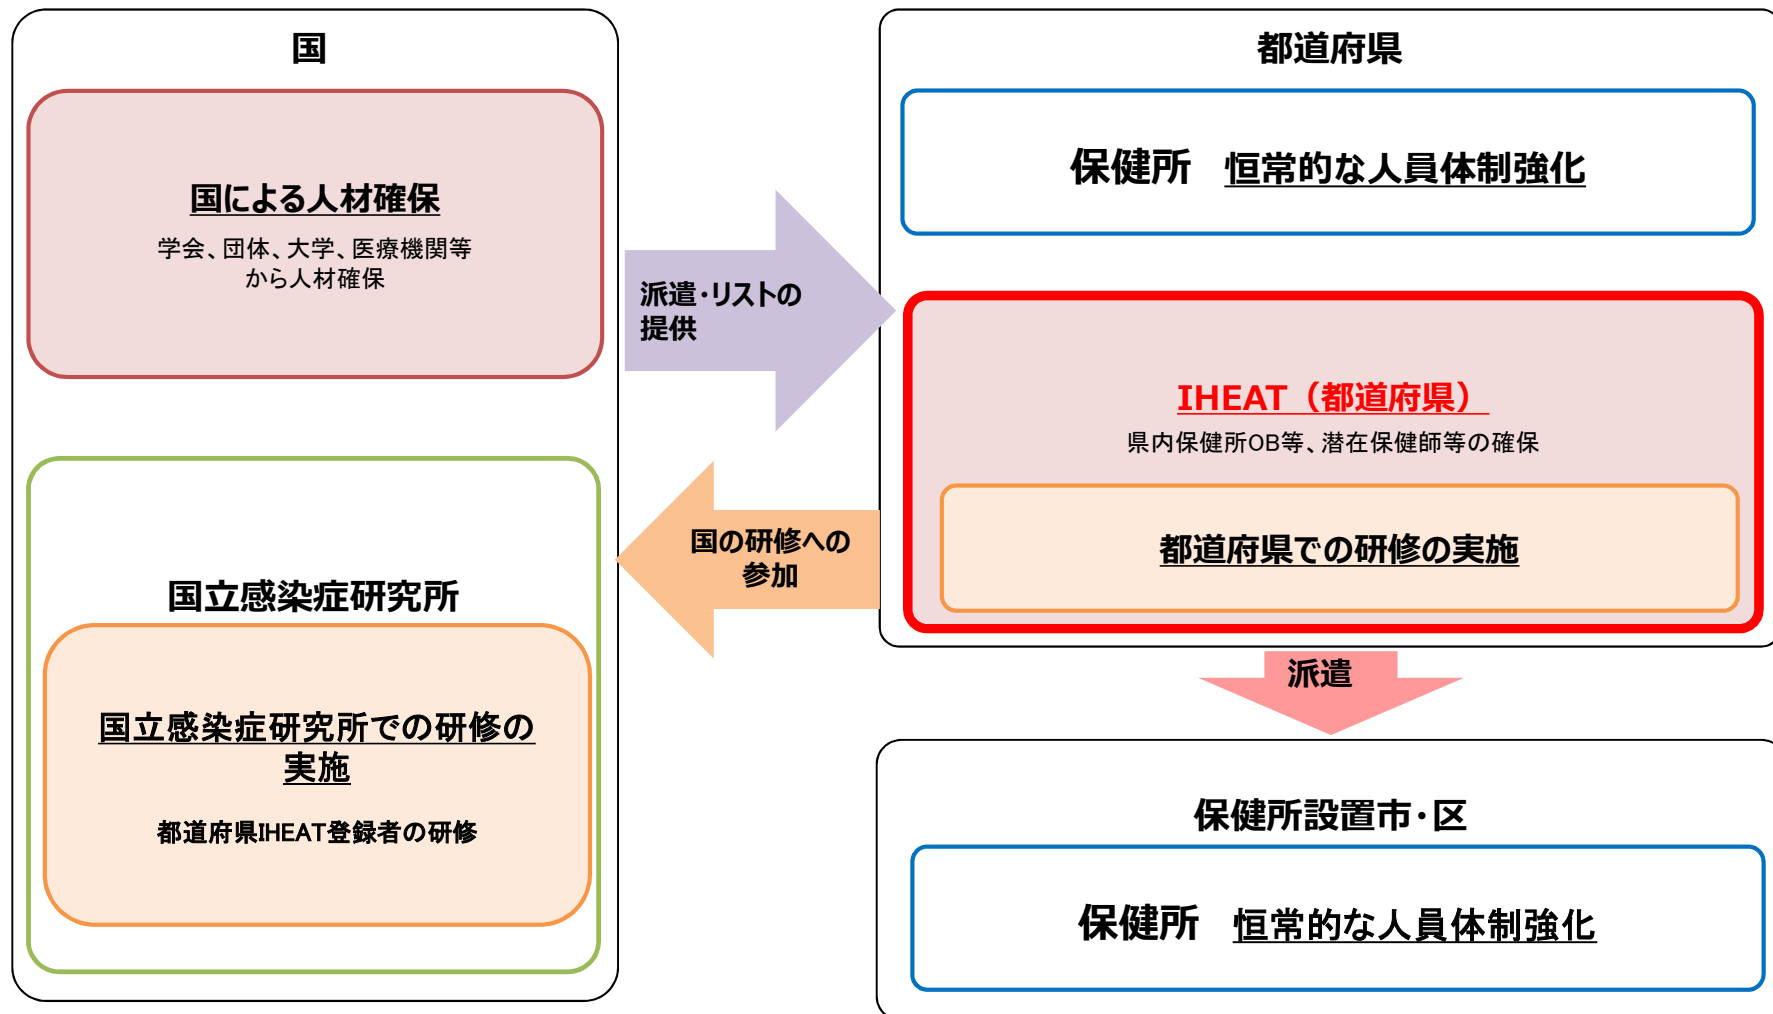 国
国による人材確保
学会、団体、大学、医療機関等
から人材確保
国立感染症研究所
国立感染症研究所での研修の
実施
都道府県IHEAT登録者の研修
派遣・リストの
提供
国の研修への
参加
都道府県
保健所　恒常的な人員体制強化
IHEAT（都道府県）
県内保健所OB等、潜在保健師等の確保
都道府県での研修の実施
派遣
保健所設置市・区
保健所　恒常的な人員体制強化